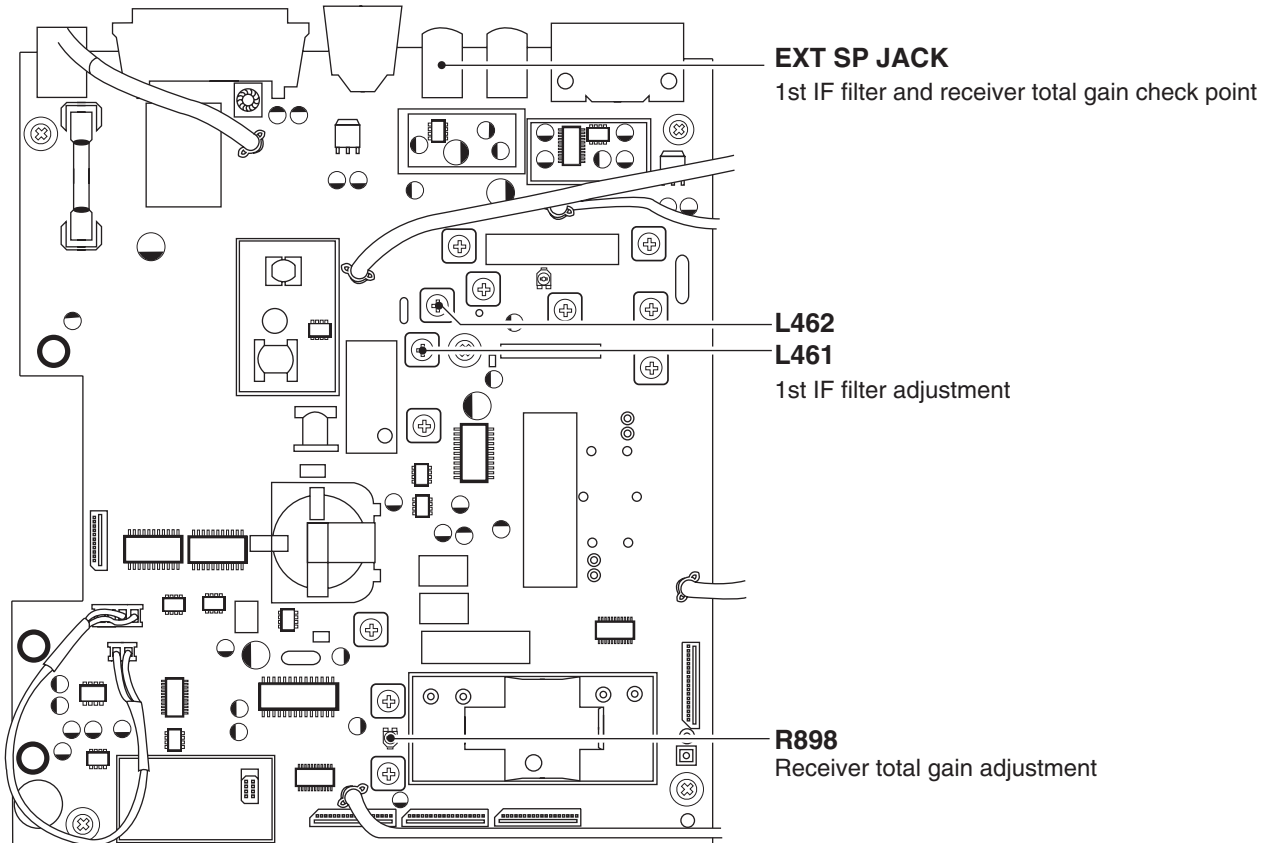 EXT SP JACK
1st IF filter and receiver total gain check point
L462
L461
1st IF filter adjustment
R898
Receiver total gain adjustment